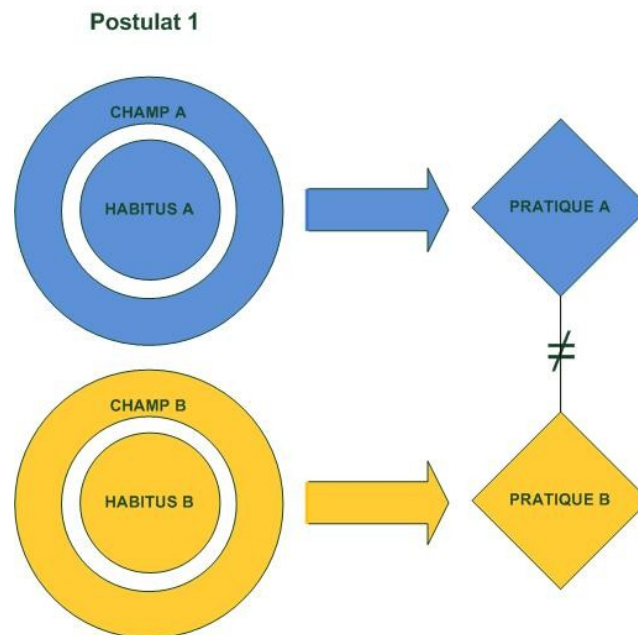 Postulat 1
CHAMP A
HABITUS A
PRATIQUE A
≠
CHAMP B
HABITUS B
PRATIQUE B